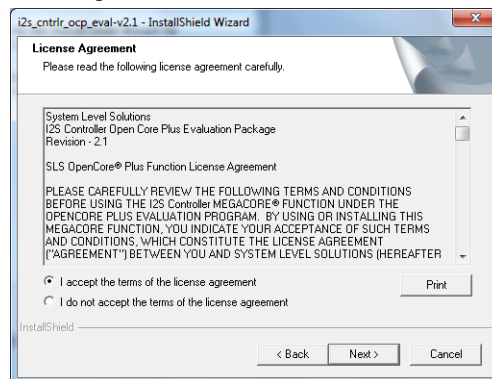 i2s_cntrlr_ocp_eval-v2.1 - InstallShield Wizard
License Agreement
Please read the following license agreement carefully.
System Level Solutions
I2S Controller Open Core Plus Evaluation Package
Revision - 2.1
SLS OpenCore® Plus Function License Agreement
PLEASE CAREFULLY REVIEW THE FOLLOWING TERMS AND CONDITIONS
BEFORE USING THE I2S Controller MEGACORE® FUNCTION UNDER THE
OPENCORE PLUS EVALUATION PROGRAM. BY USING OR INSTALLING THIS
MEGACORE FUNCTION, YOU INDICATE YOUR ACCEPTANCE OF SUCH TERMS
AND CONDITIONS, WHICH CONSTITUTE THE LICENSE AGREEMENT
("AGREEMENT") BETWEEN YOU AND SYSTEM LEVEL SOLUTIONS (HEREAFTER
I accept the terms of the license agreement
Print
I do not accept the terms of the license agreement
InstallShield
< Back
Next >
Cancel